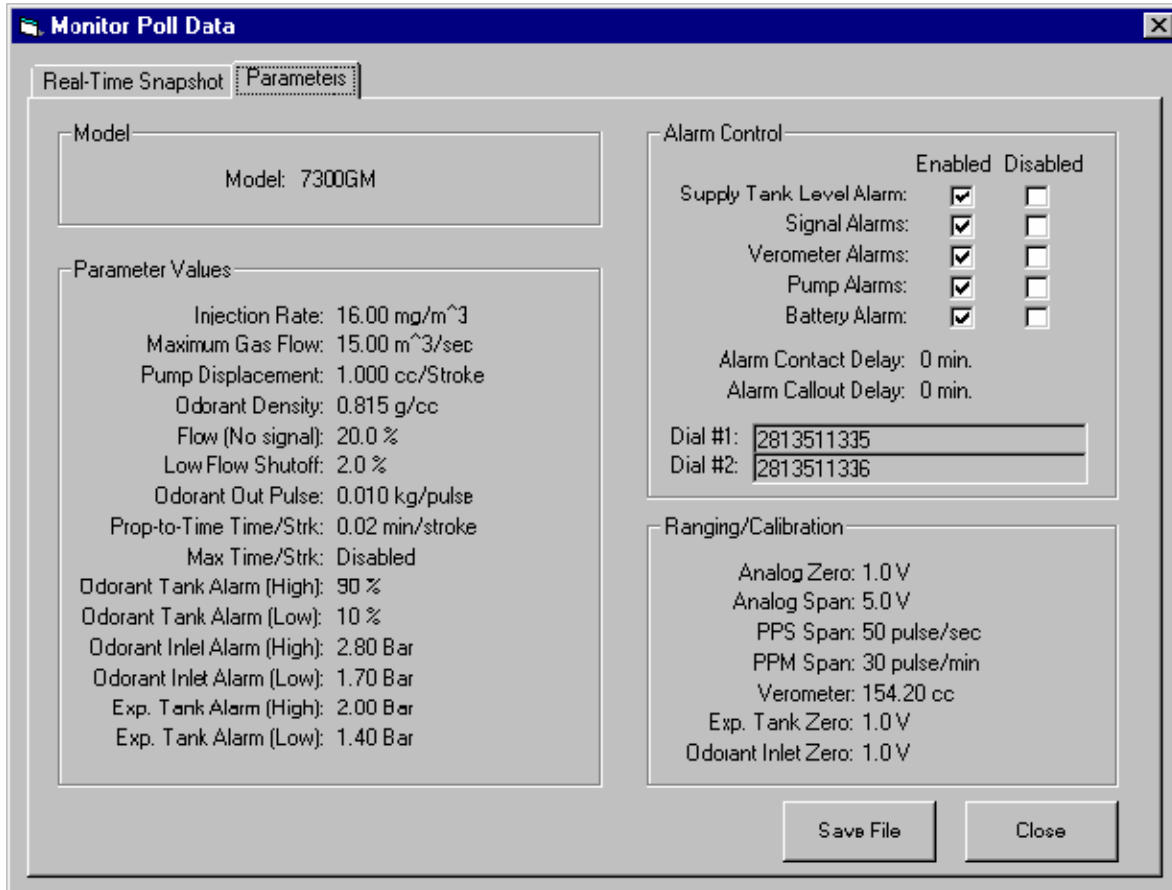 Monitor Poll Data
Real-Time Snapshot
Parameters
Model
Model: 7300GM
Parameter Values
Injection Rate: 16.00 mg/m^3
Maximum Gas Flow: 15.00 m^3/sec
Pump Displacement: 1.000 cc/Stroke
Odorant Density: 0.815 g/cc
Flow (No signal): 20.0 %
Low Flow Shutoff: 2.0 %
Odorant Out Pulse: 0.010 kg/pulse
Prop-to-Time Time/Strk: 0.02 min/stroke
Max Time/Strk: Disabled
Odorant Tank Alarm (High): 90 %
Odorant Tank Alarm (Low): 10 %
Odorant Inlet Alarm (High): 2.80 Bar
Odorant Inlet Alarm (Low): 1.70 Bar
Exp. Tank Alarm (High): 2.00 Bar
Exp. Tank Alarm (Low): 1.40 Bar
Alarm Control
Enabled Disabled
Supply Tank Level Alarm:
Signal Alarms:
Verometer Alarms:
Pump Alarms:
Battery Alarm:
Alarm Contact Delay: 0 min.
Alarm Callout Delay: 0 min.
Dial #1: 2813511335
Dial #2: 2813511336
Ranging/Calibration
Analog Zero: 1.0 V
Analog Span: 5.0 V
PPS Span: 50 pulse/sec
PPM Span: 30 pulse/min
Verometer: 154.20 cc
Exp. Tank Zero: 1.0 V
Odorant Inlet Zero: 1.0 V
Save File
Close